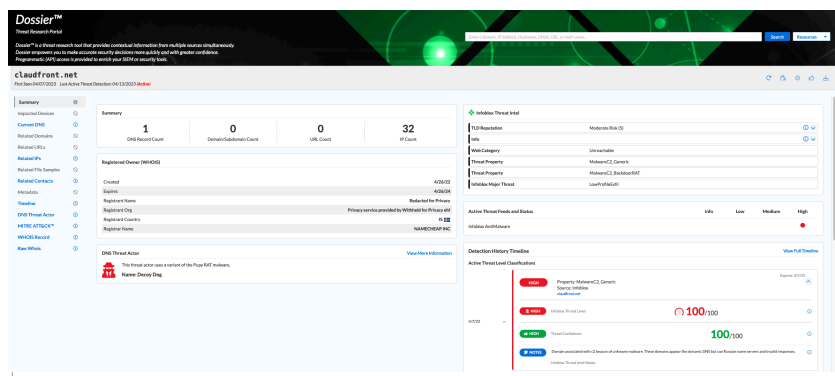 Dossier™
Threat Research Portal
Dossier™ is a threat research tool that provides contextual information from multiple sources simultaneously.
Dossier empowers you to make accurate security decisions more quickly and with greater confidence.
Programmatic (API) access is provided to enrich your SIEM or security tools.
Search
Resources
claudfront.net
First Seen 04/07/2023 Last Active Threat Detection: 04/13/2023 (Active)
Summary
Impacted Devices
Current DNS
Related Domains
Related URLs
Related IPs
Related File Samples
Related Contacts
Metadata
Timeline
DNS Threat Actor
MITRE ATT&CK™
WHOIS Record
Raw Whois
Summary
1
DNS Record Count
0
Domain/Subdomain Count
0
URL Count
32
IP Count
Registered Owner (WHOIS)
Created 4/26/22
Expires 4/26/24
Registrant Name Redacted for Privacy
Registrant Org Privacy service provided by Withheld for Privacy ehf
Registrant Country IS
Registrar Name NAMECHEAP INC
DNS Threat Actor View More Information
This threat actor uses a variant of the Pupy RAT malware.
Name: Decoy Dog
Infoblox Threat Intel
TLD Reputation Moderate Risk (5)
Info
Web Category Unreachable
Threat Property MalwareC2_Generic
Threat Property MalwareC2_BackdoorRAT
Infoblox Major Threat LowProfileExfil
Active Threat Feeds and Status Info Low Medium High
Infoblox AntiMalware
Detection History Timeline View Full Timeline
Active Threat Level Classifications
4/7/23
HIGH
Property: MalwareC2_Generic
Source: Infoblox
claudfront.net
HIGH Infoblox Threat Level 100/100
HIGH Threat Confidence 100/100
NOTES Domain associated with c2 beacon of unknown malware. These domains appear the dynamic DNS but use Russian name servers and invalid responses.
Infoblox Threat Intel Notes